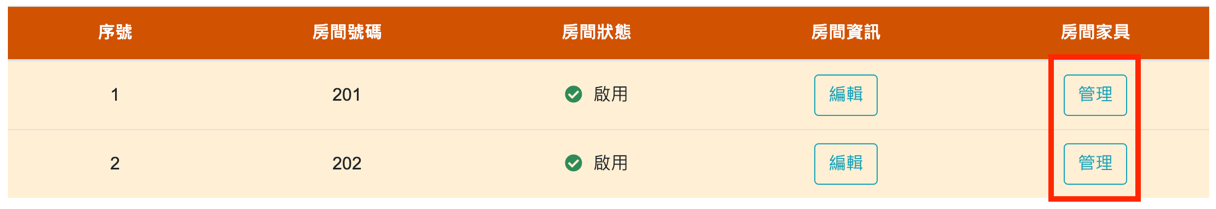 序號 房間號碼 房間狀態 房間資訊 房間家具
1 201 啟用 編輯 管理
2 202 啟用 編輯 管理